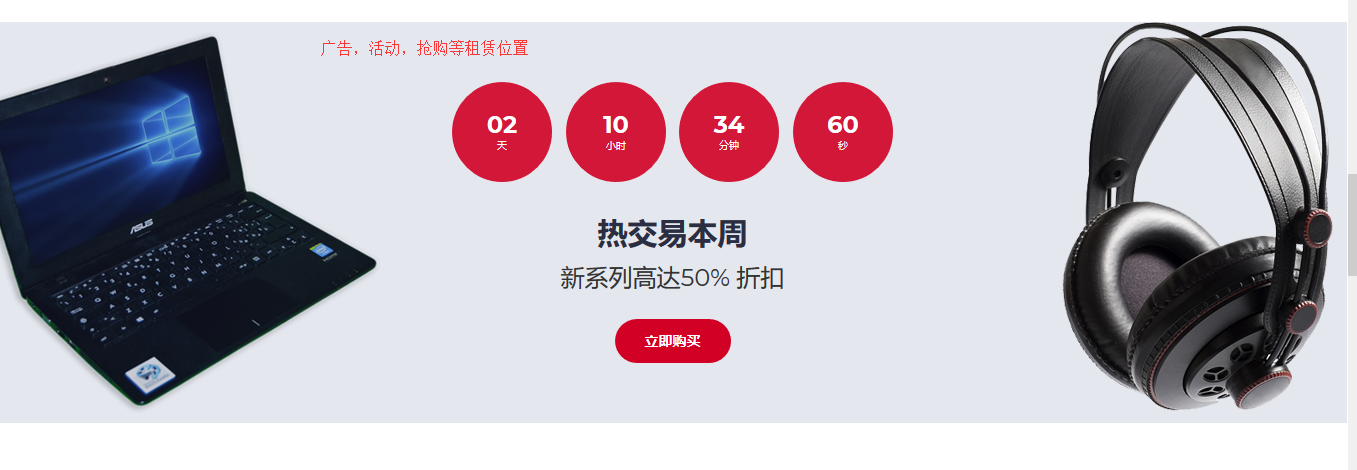 广告，活动，抢购等租赁位置
02
天
10
小时
34
分钟
60
秒
热交易本周
新系列高达50% 折扣
立即购买
ASUS